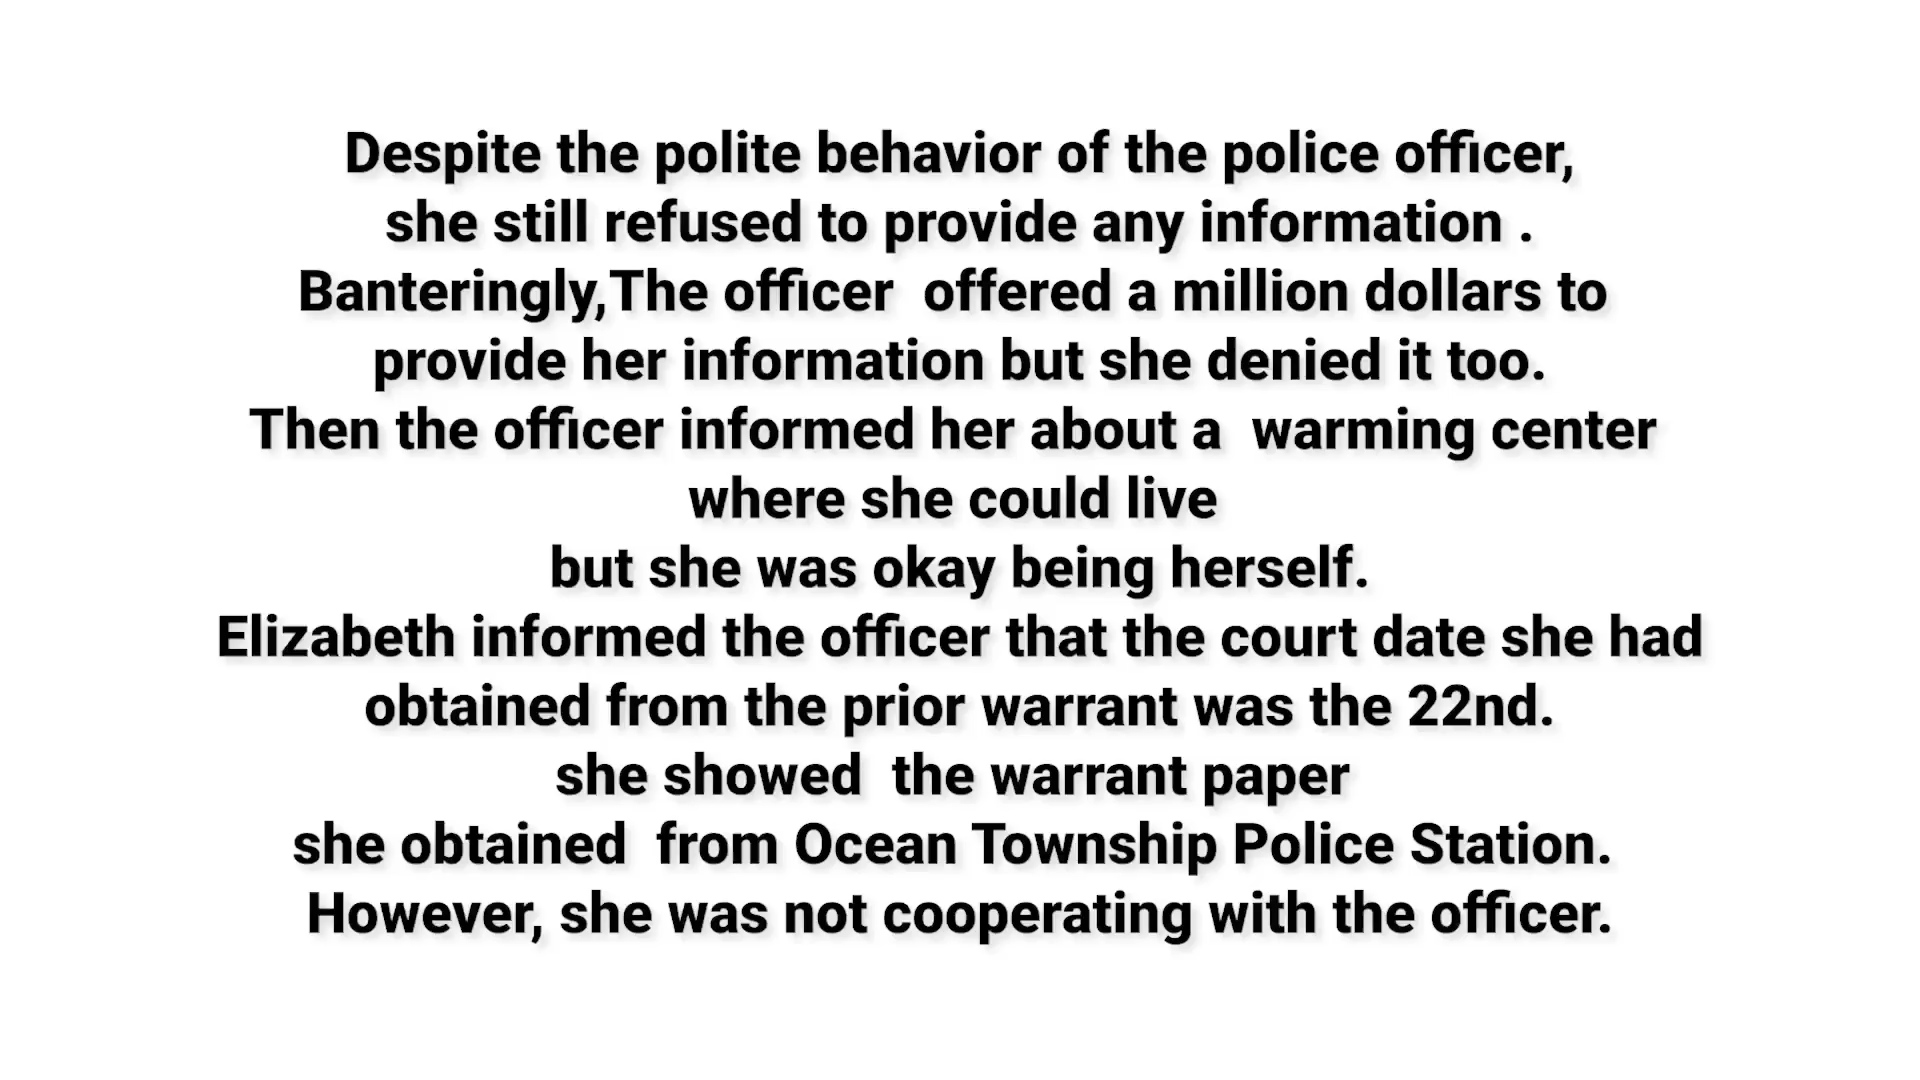 Despite the polite behavior of the police officer,
she still refused to provide any information .
Banteringly,The officer  offered a million dollars to
provide her information but she denied it too.
Then the officer informed her about a  warming center
where she could live
but she was okay being herself.
Elizabeth informed the officer that the court date she had
obtained from the prior warrant was the 22nd.
she showed  the warrant paper
she obtained  from Ocean Township Police Station.
However, she was not cooperating with the officer.